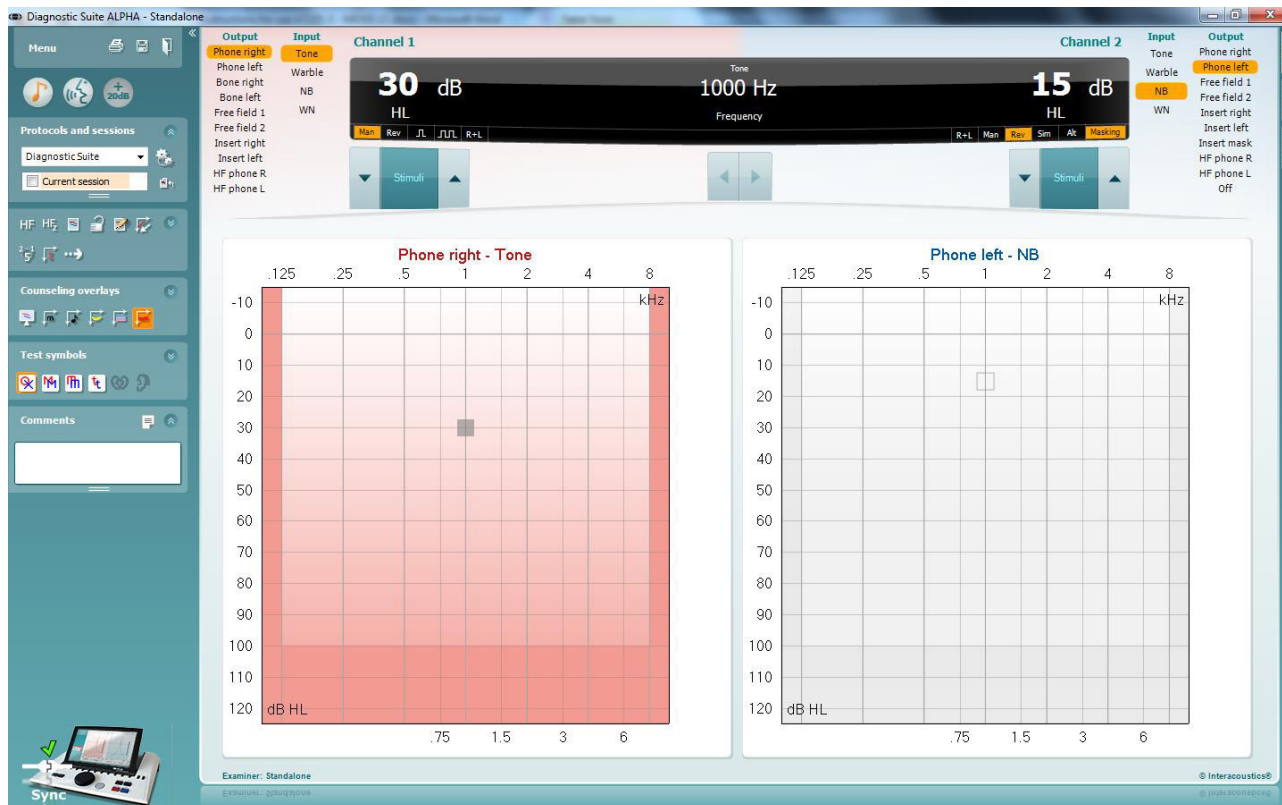 Diagnostic Suite ALPHA - Standalone
Menu
+ 20dB
Protocols and sessions
Diagnostic Suite
Current session
HF HF₂
Counseling overlays
Test symbols
Comments
Sync
Output Input
Phone right Tone
Phone left Warble
Bone right NB
Bone left WN
Free field 1
Free field 2
Insert right
Insert left
HF phone R
HF phone L
Channel 1 Channel 2
Tone
30 dB 1000 Hz 15 dB
HL Frequency HL
Man Rev R+L R+L Man Rev Sim Alt Masking
Stimuli Stimuli
Input Output
Tone Phone right
Warble Phone left
NB Free field 1
WN Free field 2
Insert right
Insert left
Insert mask
HF phone R
HF phone L
Off
Phone right - Tone
.125 .25 .5 1 2 4 8
kHz
-10
0
10
20
30
40
50
60
70
80
90
100
110
120 dB HL
.75 1.5 3 6
Phone left - NB
.125 .25 .5 1 2 4 8
kHz
-10
0
10
20
30
40
50
60
70
80
90
100
110
120 dB HL
.75 1.5 3 6
Examiner: Standalone © Interacoustics®